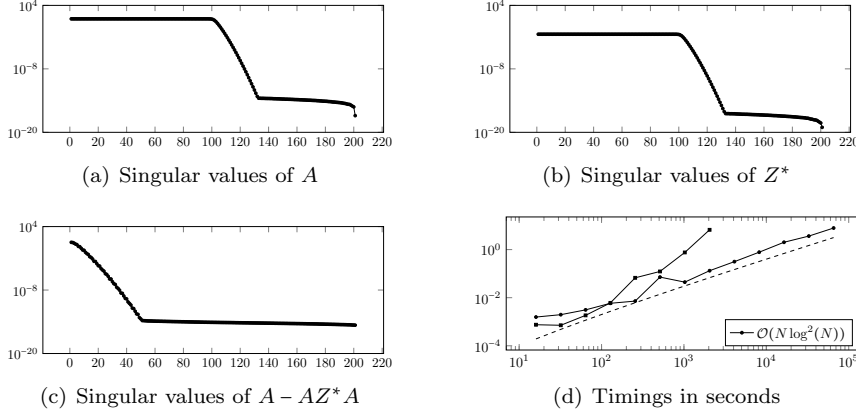 10^4
10^-8
10^-20
0 20 40 60 80 100 120 140 160 180 200 220
(a) Singular values of A
10^4
10^-8
10^-20
0 20 40 60 80 100 120 140 160 180 200 220
(b) Singular values of Z*
10^4
10^-8
10^-20
0 20 40 60 80 100 120 140 160 180 200 220
(c) Singular values of A − AZ*A
10^0
10^-2
10^-4
10^1 10^2 10^3 10^4 10^5
O(N log^2(N))
(d) Timings in seconds